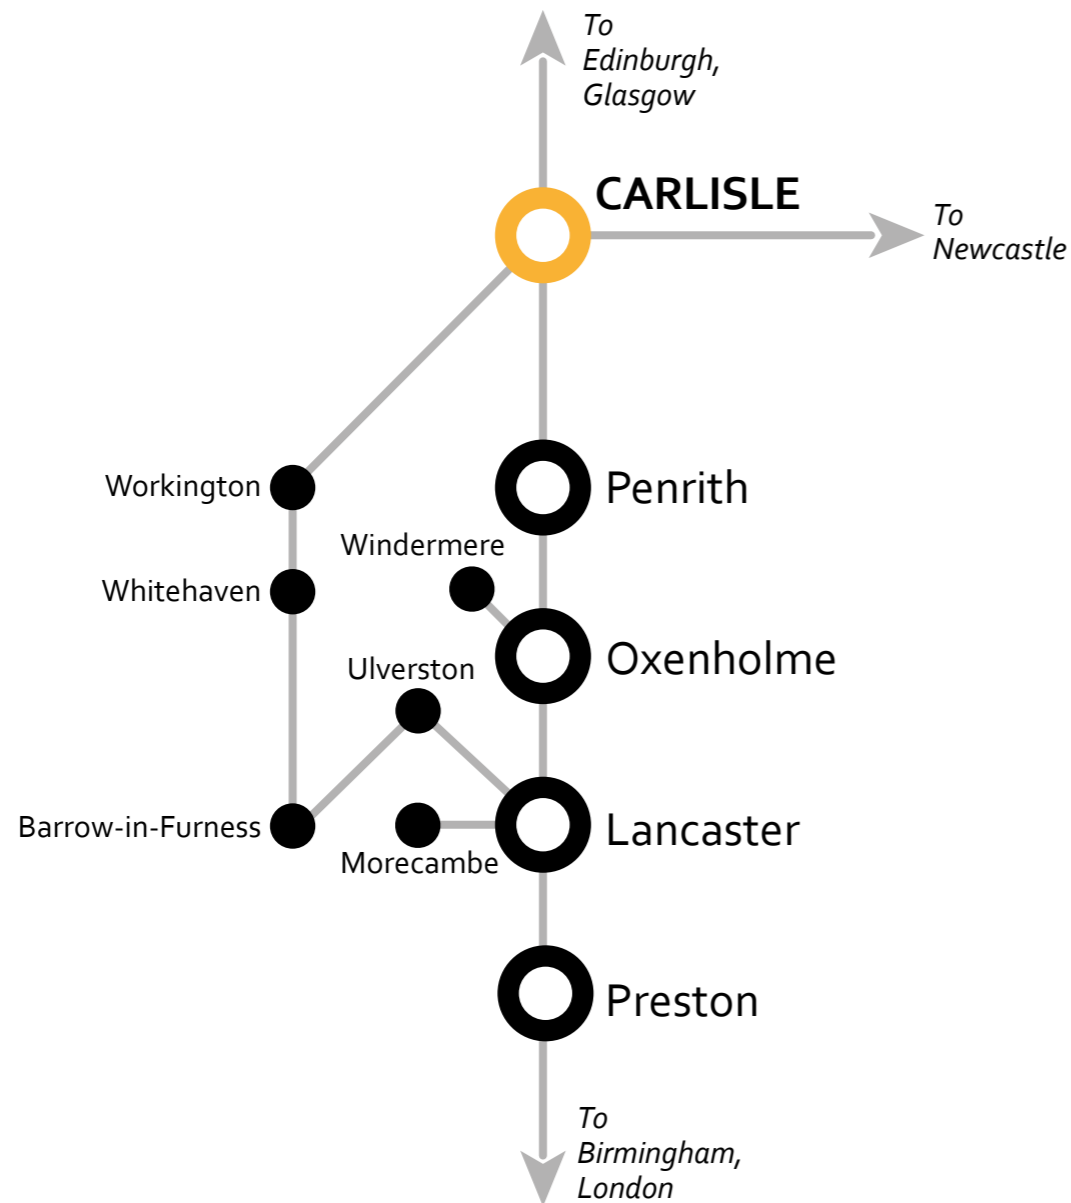 To
Edinburgh,
Glasgow
CARLISLE
To
Newcastle
Workington
Penrith
Windermere
Whitehaven
Oxenholme
Ulverston
Barrow-in-Furness
Lancaster
Morecambe
Preston
To
Birmingham,
London